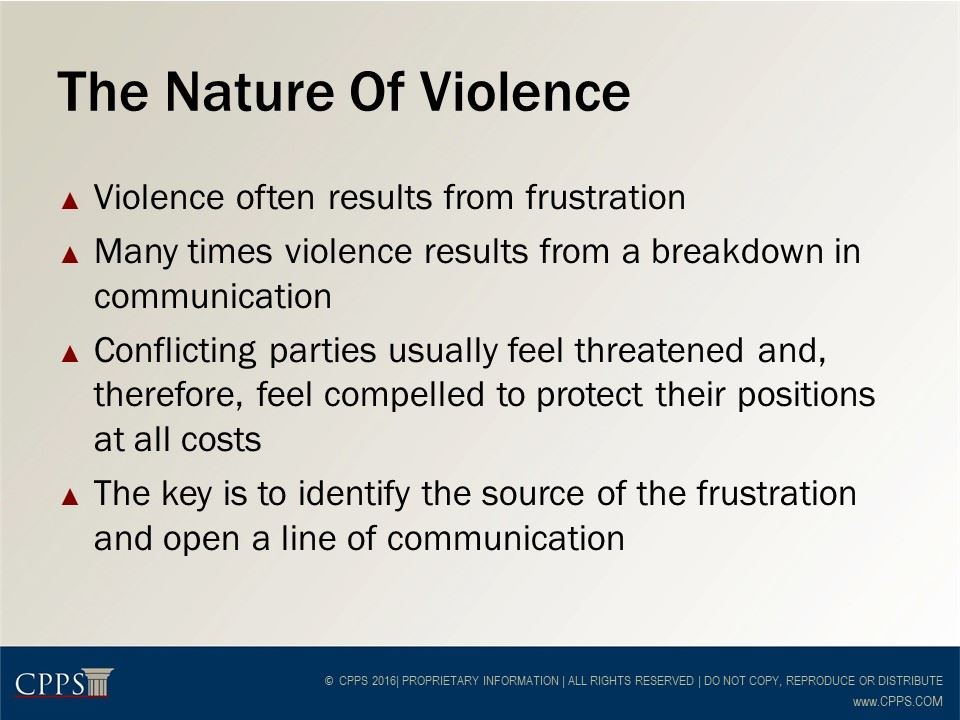 The Nature Of Violence
▲ Violence often results from frustration
▲ Many times violence results from a breakdown in
communication
▲ Conflicting parties usually feel threatened and,
therefore, feel compelled to protect their positions
at all costs
▲ The key is to identify the source of the frustration
and open a line of communication
CPPS
© CPPS 2016| PROPRIETARY INFORMATION | ALL RIGHTS RESERVED | DO NOT COPY, REPRODUCE OR DISTRIBUTE
www.CPPS.COM